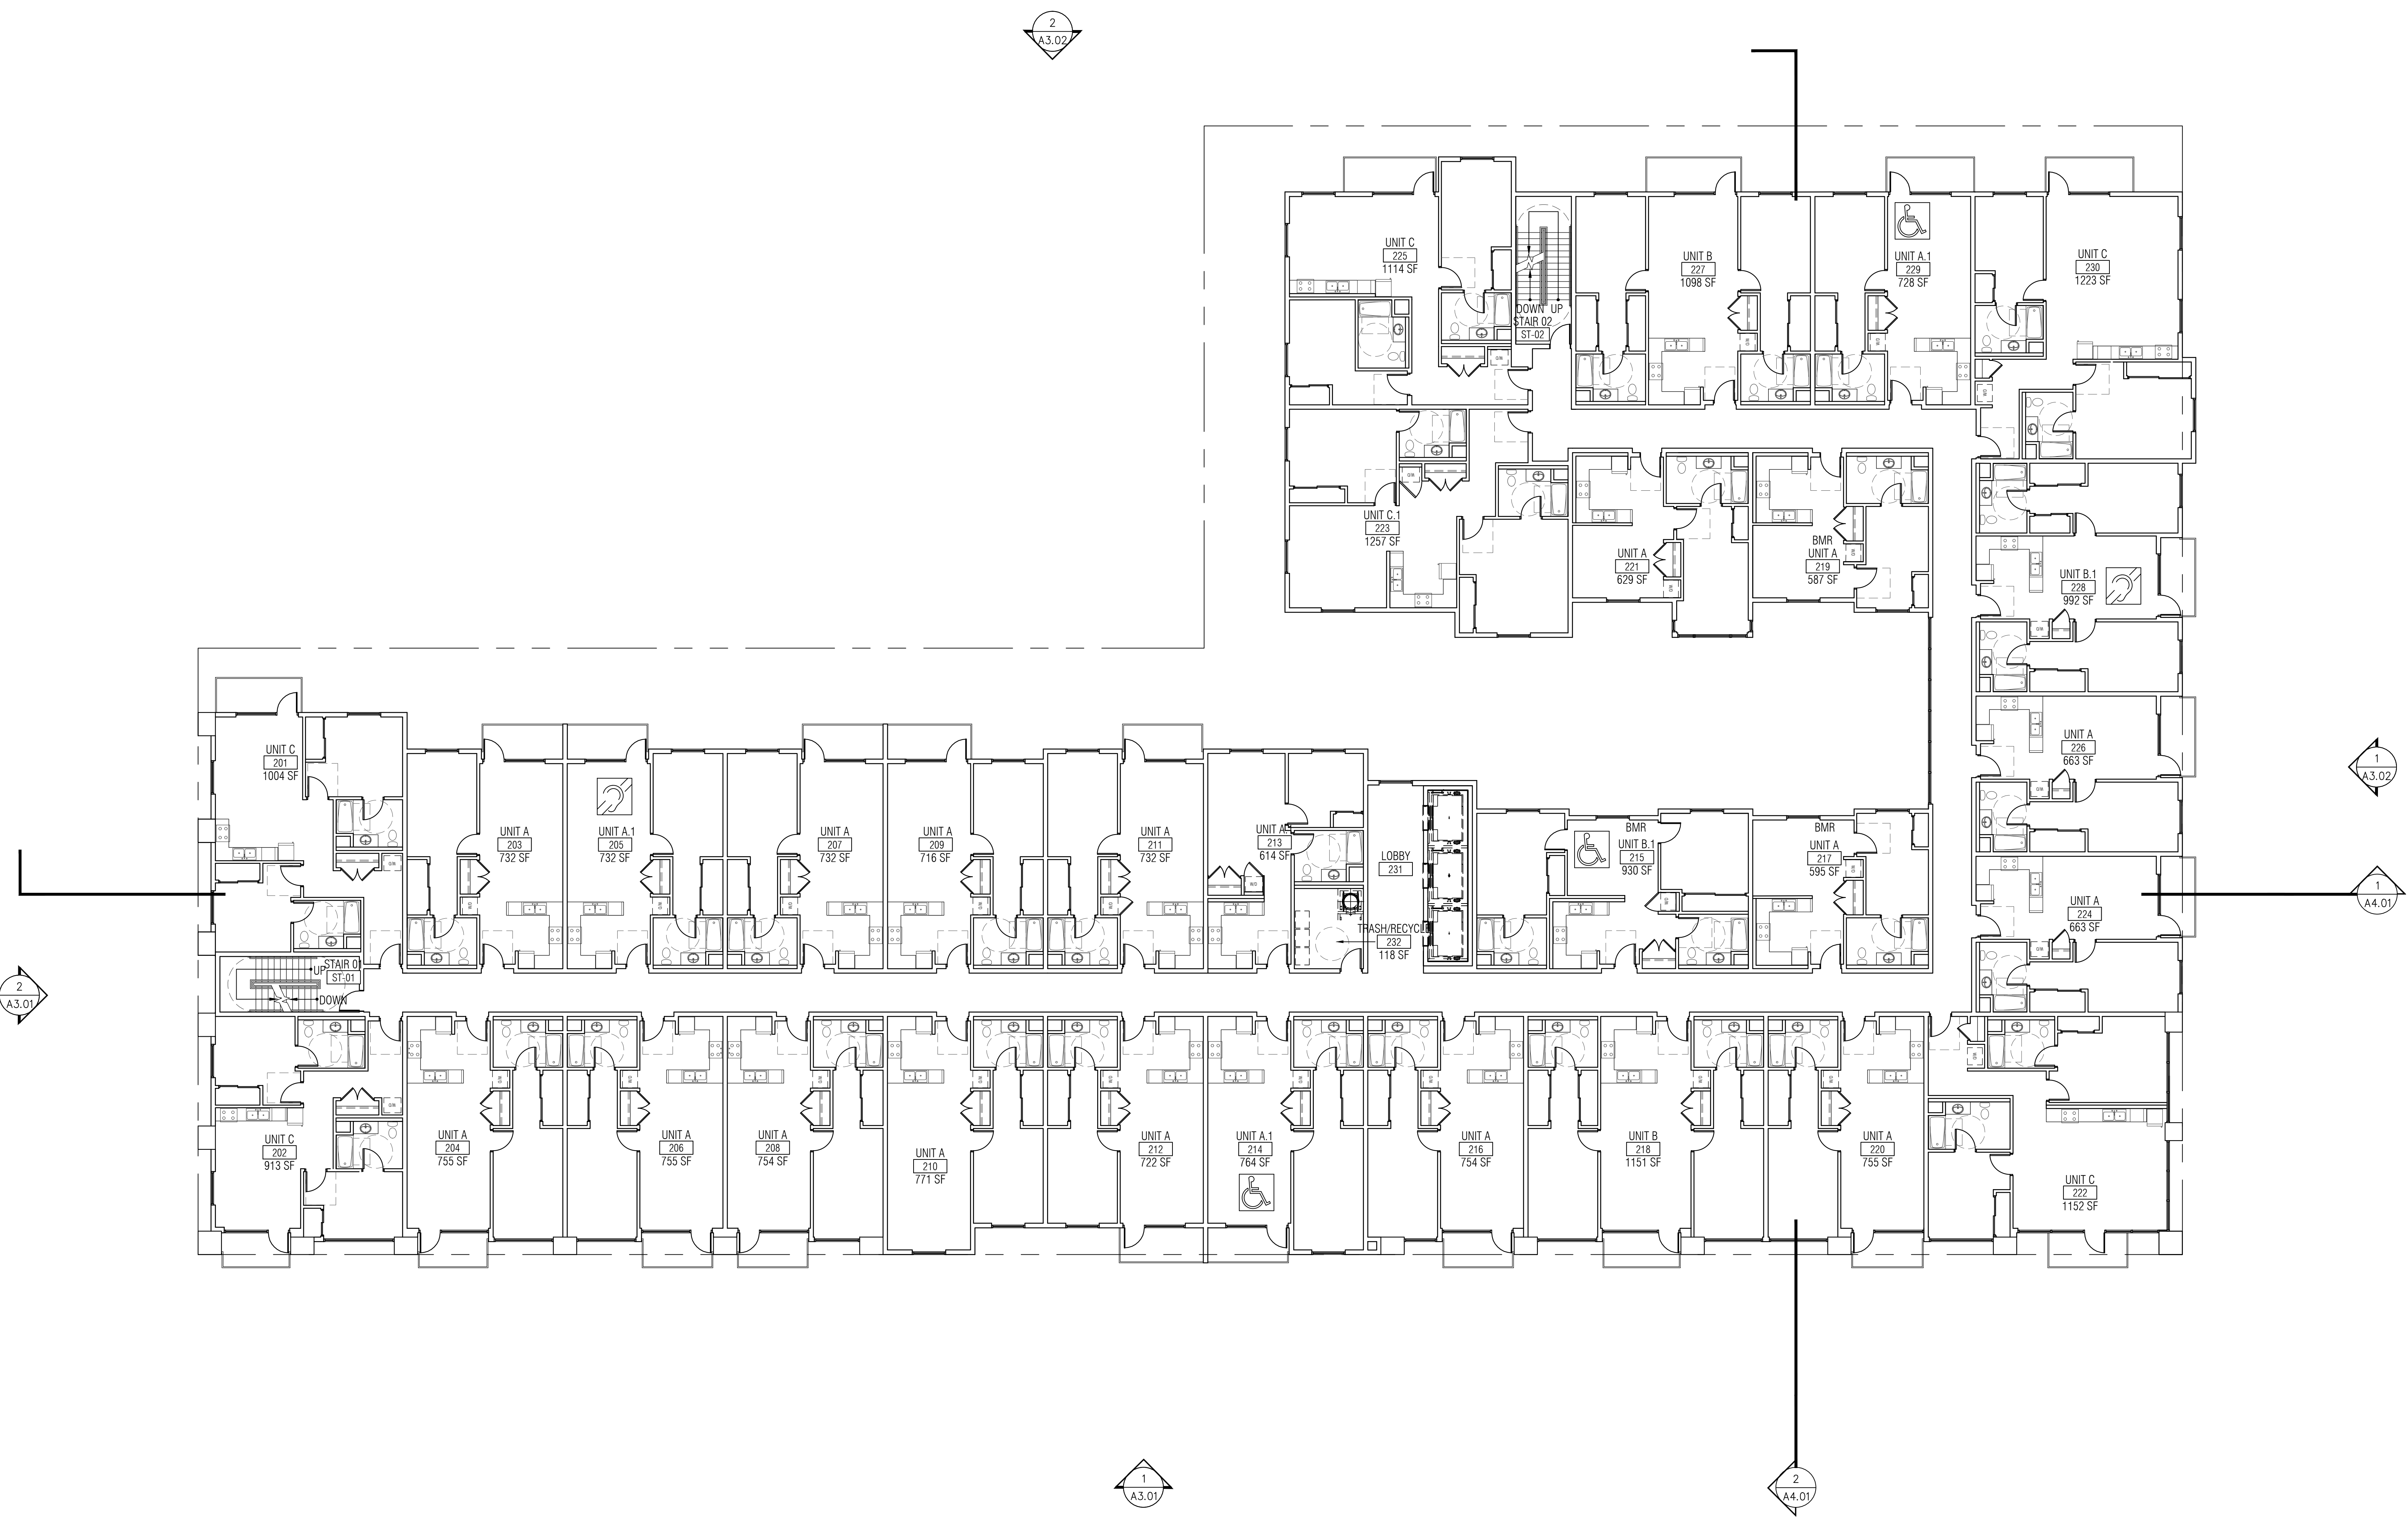 2
A3.02
UNIT C
225
1114 SF
UNIT B
227
1098 SF
UNIT A.1
229
728 SF
UNIT C
230
1223 SF
DOWN UP
STAIR 02
ST-02
UNIT C.1
223
1257 SF
UNIT A
221
629 SF
BMR
UNIT A
219
587 SF
UNIT B.1
228
992 SF
UNIT A
226
663 SF
1
A3.02
UNIT C
201
1004 SF
UNIT A
203
732 SF
UNIT A.1
205
732 SF
UNIT A
207
732 SF
UNIT A
209
716 SF
UNIT A
211
732 SF
UNIT A
213
614 SF
LOBBY
231
BMR
UNIT B.1
215
930 SF
BMR
UNIT A
217
595 SF
UNIT A
224
663 SF
1
A4.01
TRASH/RECYCLE
232
118 SF
STAIR 01
UP
ST-01
DOWN
2
A3.01
UNIT C
202
913 SF
UNIT A
204
755 SF
UNIT A
206
755 SF
UNIT A
208
754 SF
UNIT A
210
771 SF
UNIT A
212
722 SF
UNIT A.1
214
764 SF
UNIT A
216
754 SF
UNIT B
218
1151 SF
UNIT A
220
755 SF
UNIT C
222
1152 SF
1
A3.01
2
A4.01